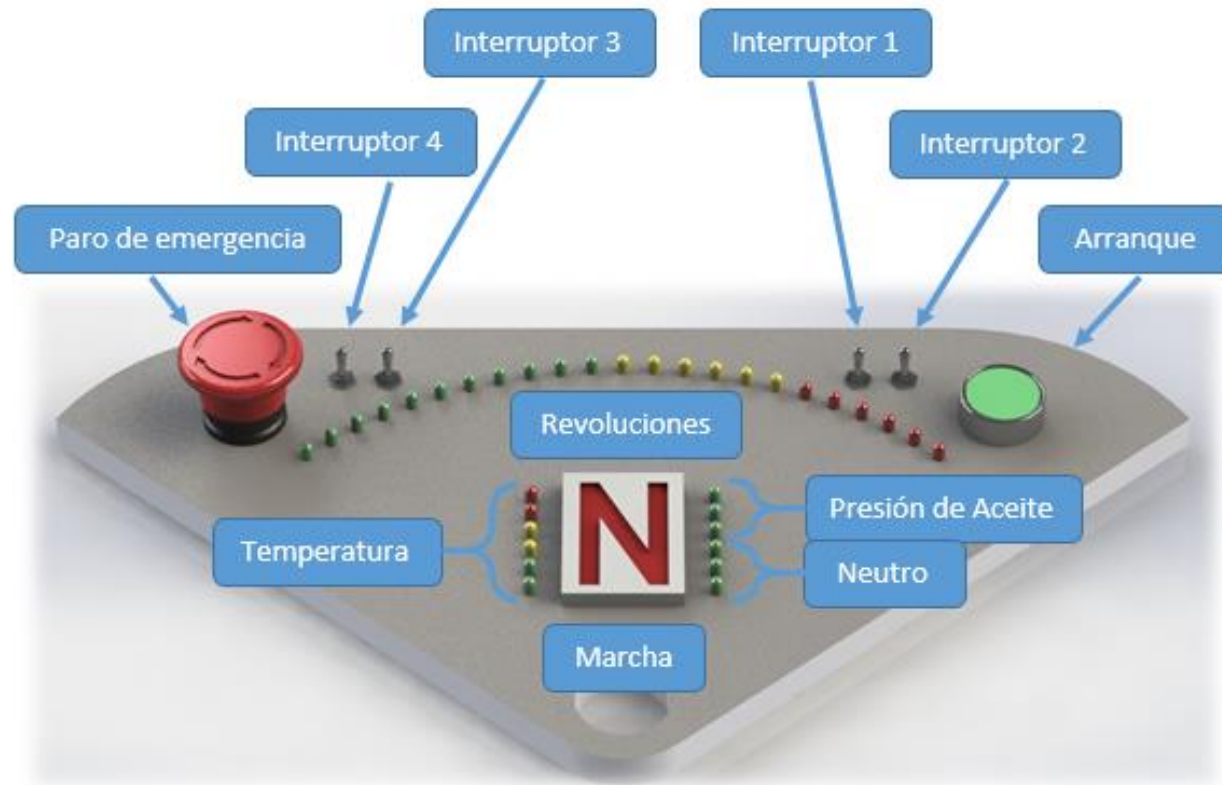 Interruptor 3
Interruptor 1
Interruptor 4
Interruptor 2
Paro de emergencia
Arranque
Revoluciones
Temperatura
N
Presión de Aceite
Neutro
Marcha